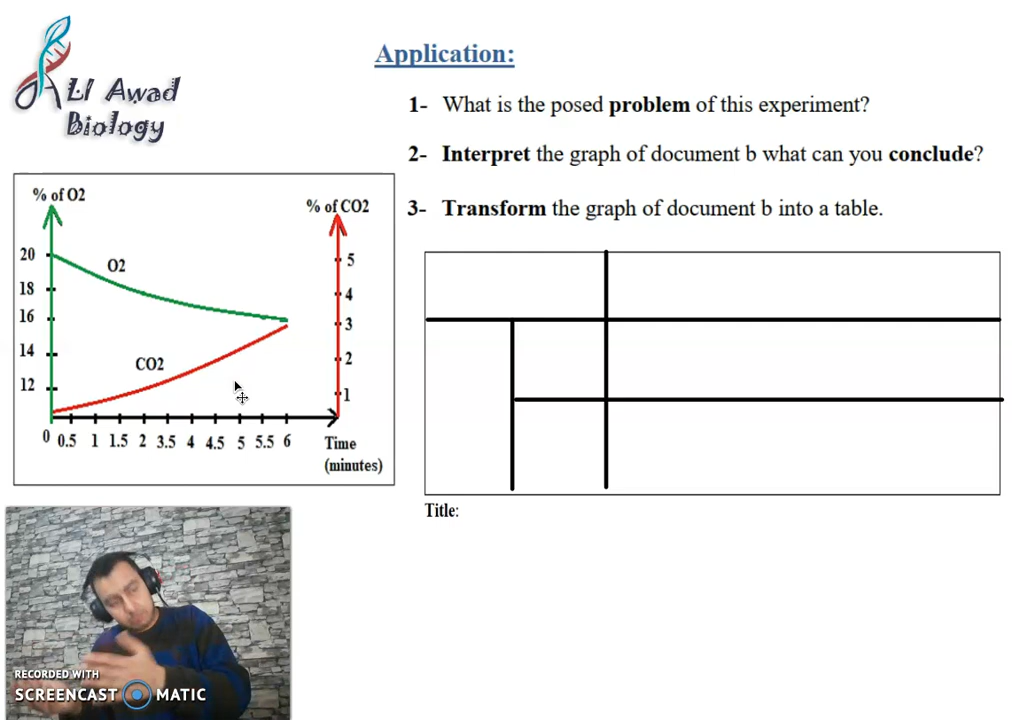 ALI Awad
Biology
Application:
1- What is the posed problem of this experiment?
2- Interpret the graph of document b what can you conclude?
3- Transform the graph of document b into a table.
% of O2
% of CO2
20
18
16
14
12
O2
CO2
5
4
3
2
1
0 0.5 1 1.5 2 3.5 4 4.5 5 5.5 6
Time
(minutes)
Title:
RECORDED WITH
SCREENCAST MATIC